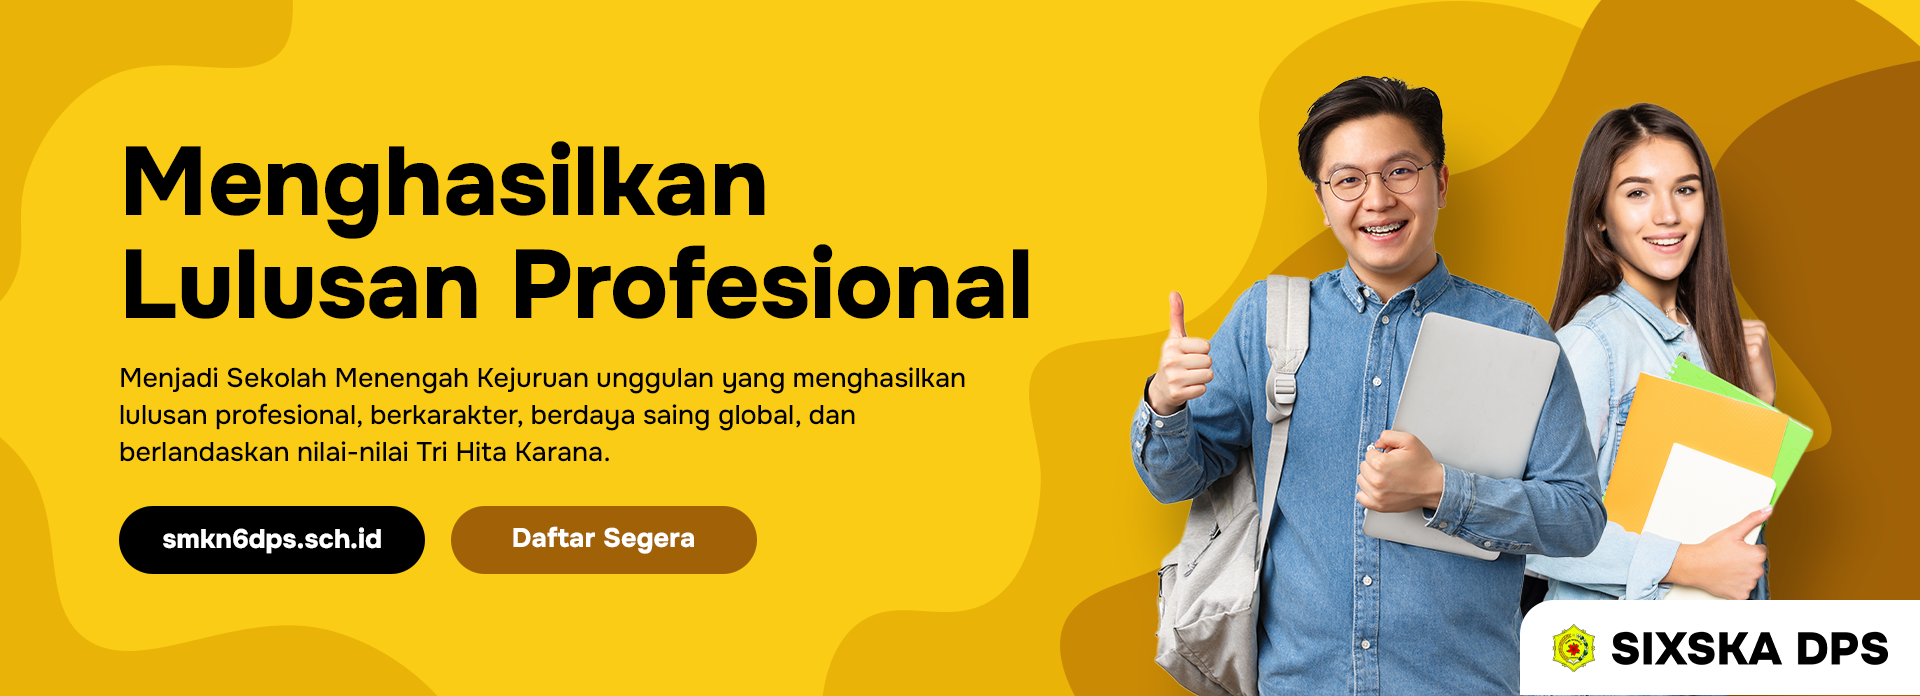 Menghasilkan
Lulusan Profesional
Menjadi Sekolah Menengah Kejuruan unggulan yang menghasilkan
lulusan profesional, berkarakter, berdaya saing global, dan
berlandaskan nilai-nilai Tri Hita Karana.
smkn6dps.sch.id
Daftar Segera
SIXSKA DPS